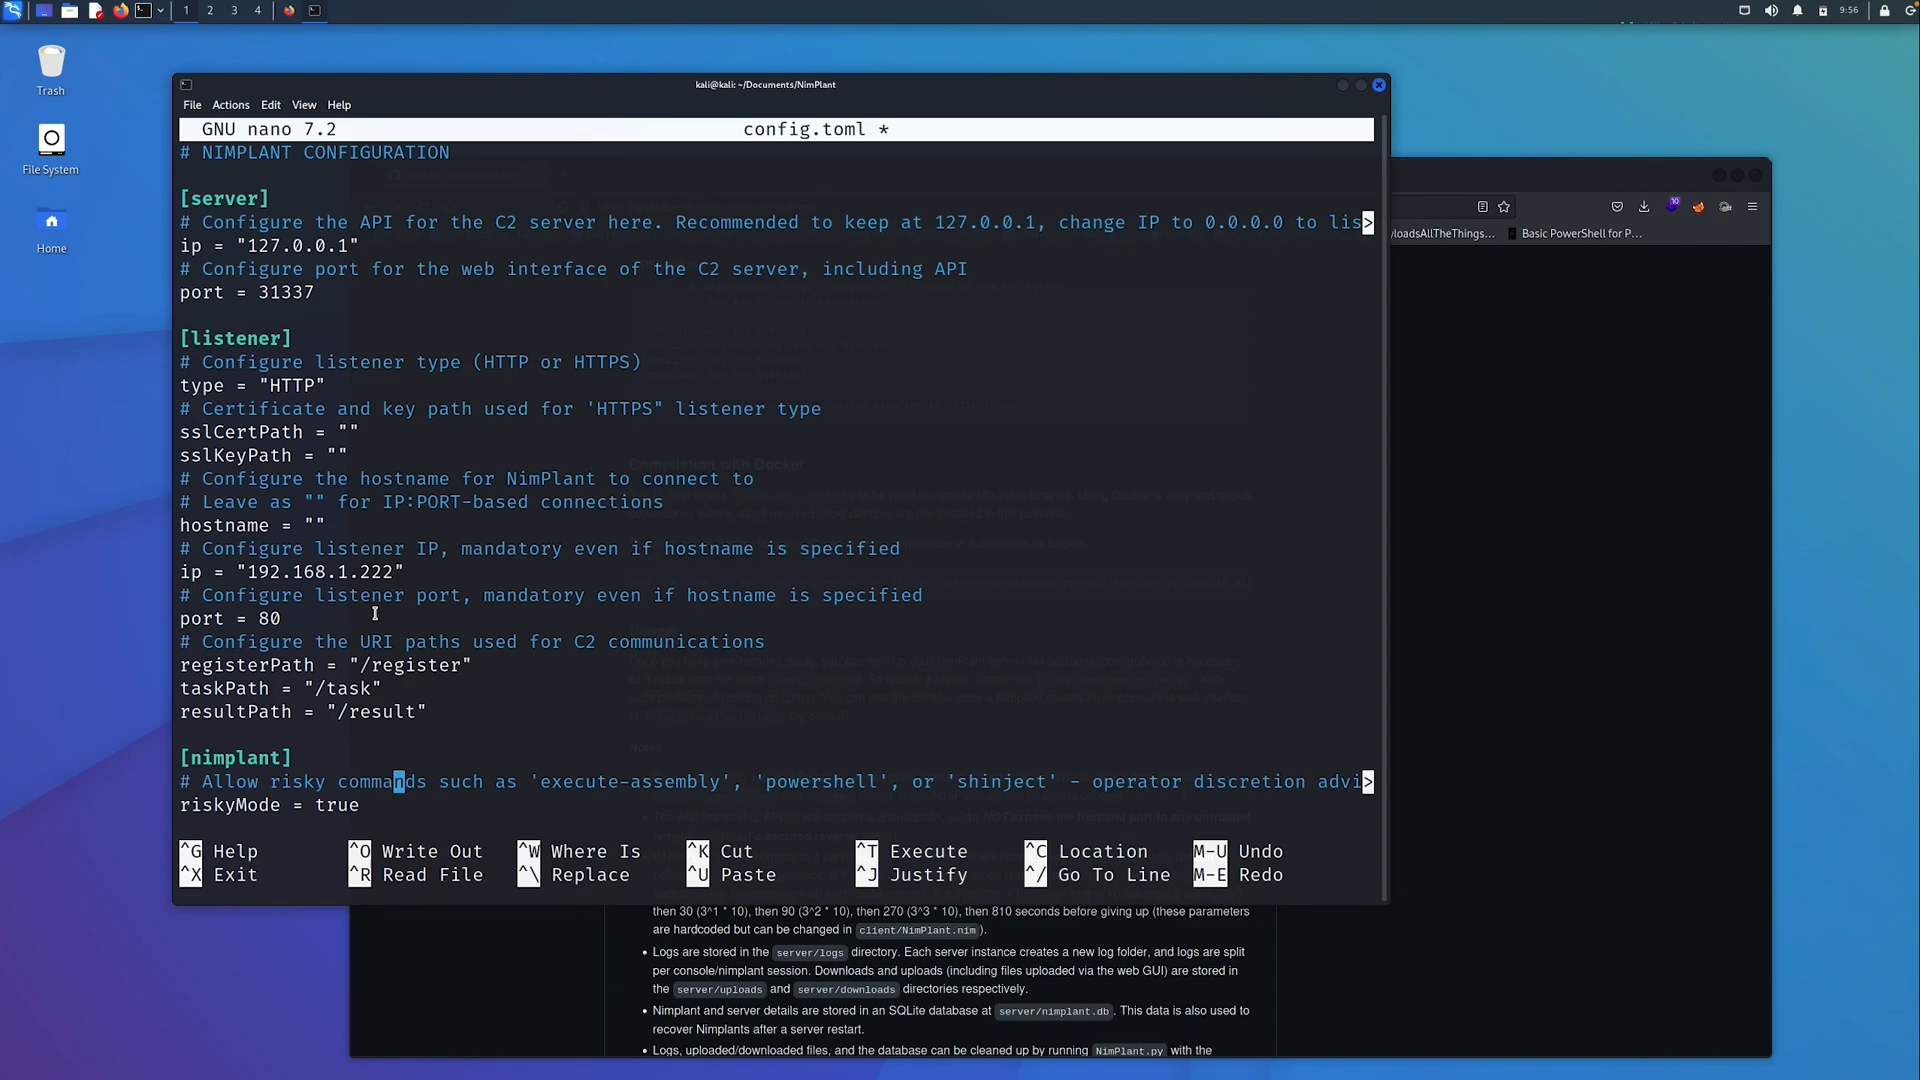 1 2 3 4
9:56
Trash
File System
Home
kali@kali: ~/Documents/NimPlant
File Actions Edit View Help
GNU nano 7.2 config.toml *
# NIMPLANT CONFIGURATION
[server]
# Configure the API for the C2 server here. Recommended to keep at 127.0.0.1, change IP to 0.0.0.0 to lis>
ip = "127.0.0.1"
# Configure port for the web interface of the C2 server, including API
port = 31337
[listener]
# Configure listener type (HTTP or HTTPS)
type = "HTTP"
# Certificate and key path used for 'HTTPS" listener type
sslCertPath = ""
sslKeyPath = ""
# Configure the hostname for NimPlant to connect to
# Leave as "" for IP:PORT-based connections
hostname = ""
# Configure listener IP, mandatory even if hostname is specified
ip = "192.168.1.222"
# Configure listener port, mandatory even if hostname is specified
port = 80
# Configure the URI paths used for C2 communications
registerPath = "/register"
taskPath = "/task"
resultPath = "/result"
[nimplant]
# Allow risky commands such as 'execute-assembly', 'powershell', or 'shinject' - operator discretion advi>
riskyMode = true
^G Help ^O Write Out ^W Where Is ^K Cut ^T Execute ^C Location M-U Undo
^X Exit ^R Read File ^\ Replace ^U Paste ^J Justify ^/ Go To Line M-E Redo
10
yloadsAllTheThings... Basic PowerShell for P...
Compilation with Docker
then 30 (3^1 * 10), then 90 (3^2 * 10), then 270 (3^3 * 10), then 810 seconds before giving up (these parameters
are hardcoded but can be changed in client/NimPlant.nim).
• Logs are stored in the server/logs directory. Each server instance creates a new log folder, and logs are split
per console/nimplant session. Downloads and uploads (including files uploaded via the web GUI) are stored in
the server/uploads and server/downloads directories respectively.
• Nimplant and server details are stored in an SQLite database at server/nimplant.db. This data is also used to
recover Nimplants after a server restart.
• Logs, uploaded/downloaded files, and the database can be cleaned up by running NimPlant.py with the